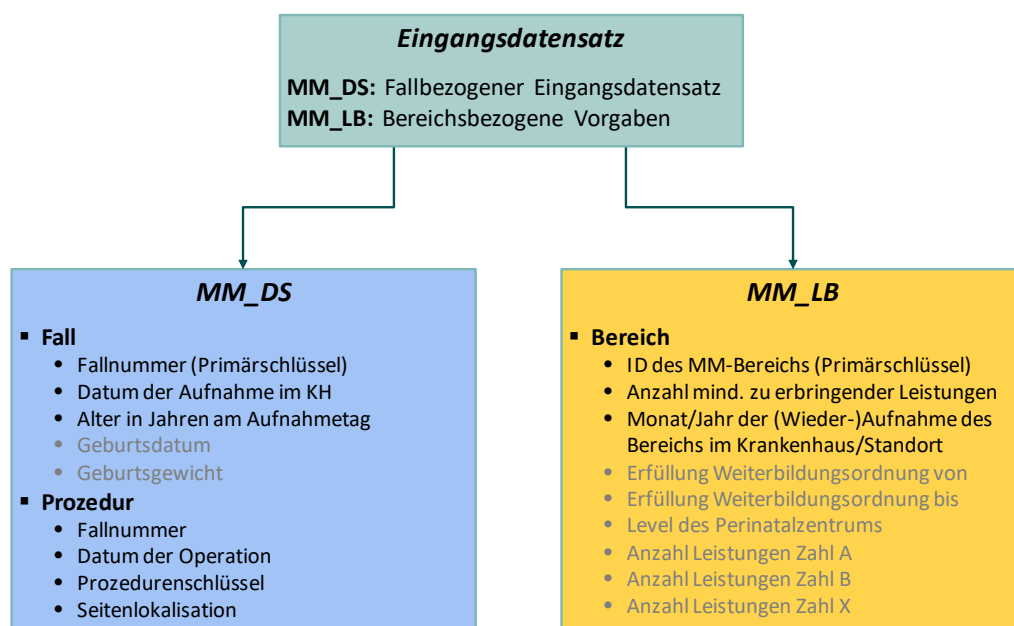 Eingangsdatensatz
MM_DS: Fallbezogener Eingangsdatensatz
MM_LB: Bereichsbezogene Vorgaben
MM_DS
▪ Fall
• Fallnummer (Primärschlüssel)
• Datum der Aufnahme im KH
• Alter in Jahren am Aufnahmetag
• Geburtsdatum
• Geburtsgewicht
▪ Prozedur
• Fallnummer
• Datum der Operation
• Prozedurenschlüssel
• Seitenlokalisation
MM_LB
▪ Bereich
• ID des MM-Bereichs (Primärschlüssel)
• Anzahl mind. zu erbringender Leistungen
• Monat/Jahr der (Wieder-)Aufnahme des
Bereichs im Krankenhaus/Standort
• Erfüllung Weiterbildungsordnung von
• Erfüllung Weiterbildungsordnung bis
• Level des Perinatalzentrums
• Anzahl Leistungen Zahl A
• Anzahl Leistungen Zahl B
• Anzahl Leistungen Zahl X